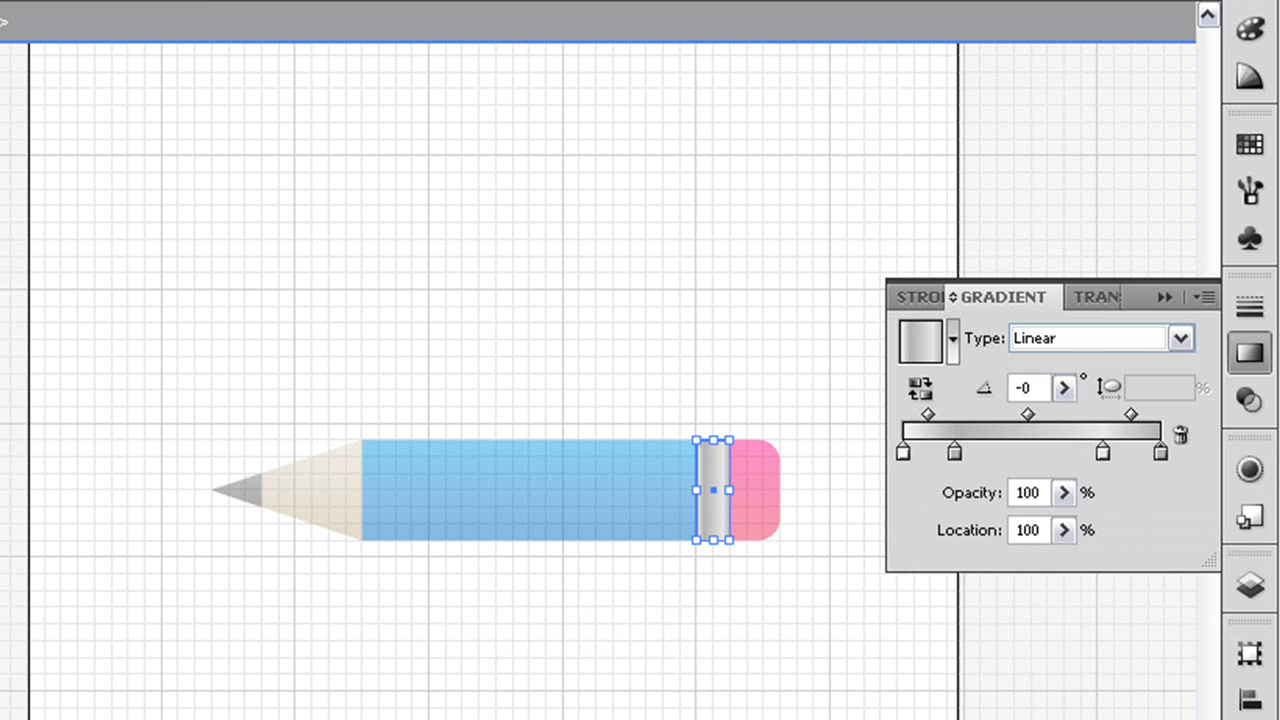 STRO GRADIENT TRAN
Type: Linear
-0 ° %
Opacity: 100 %
Location: 100 %